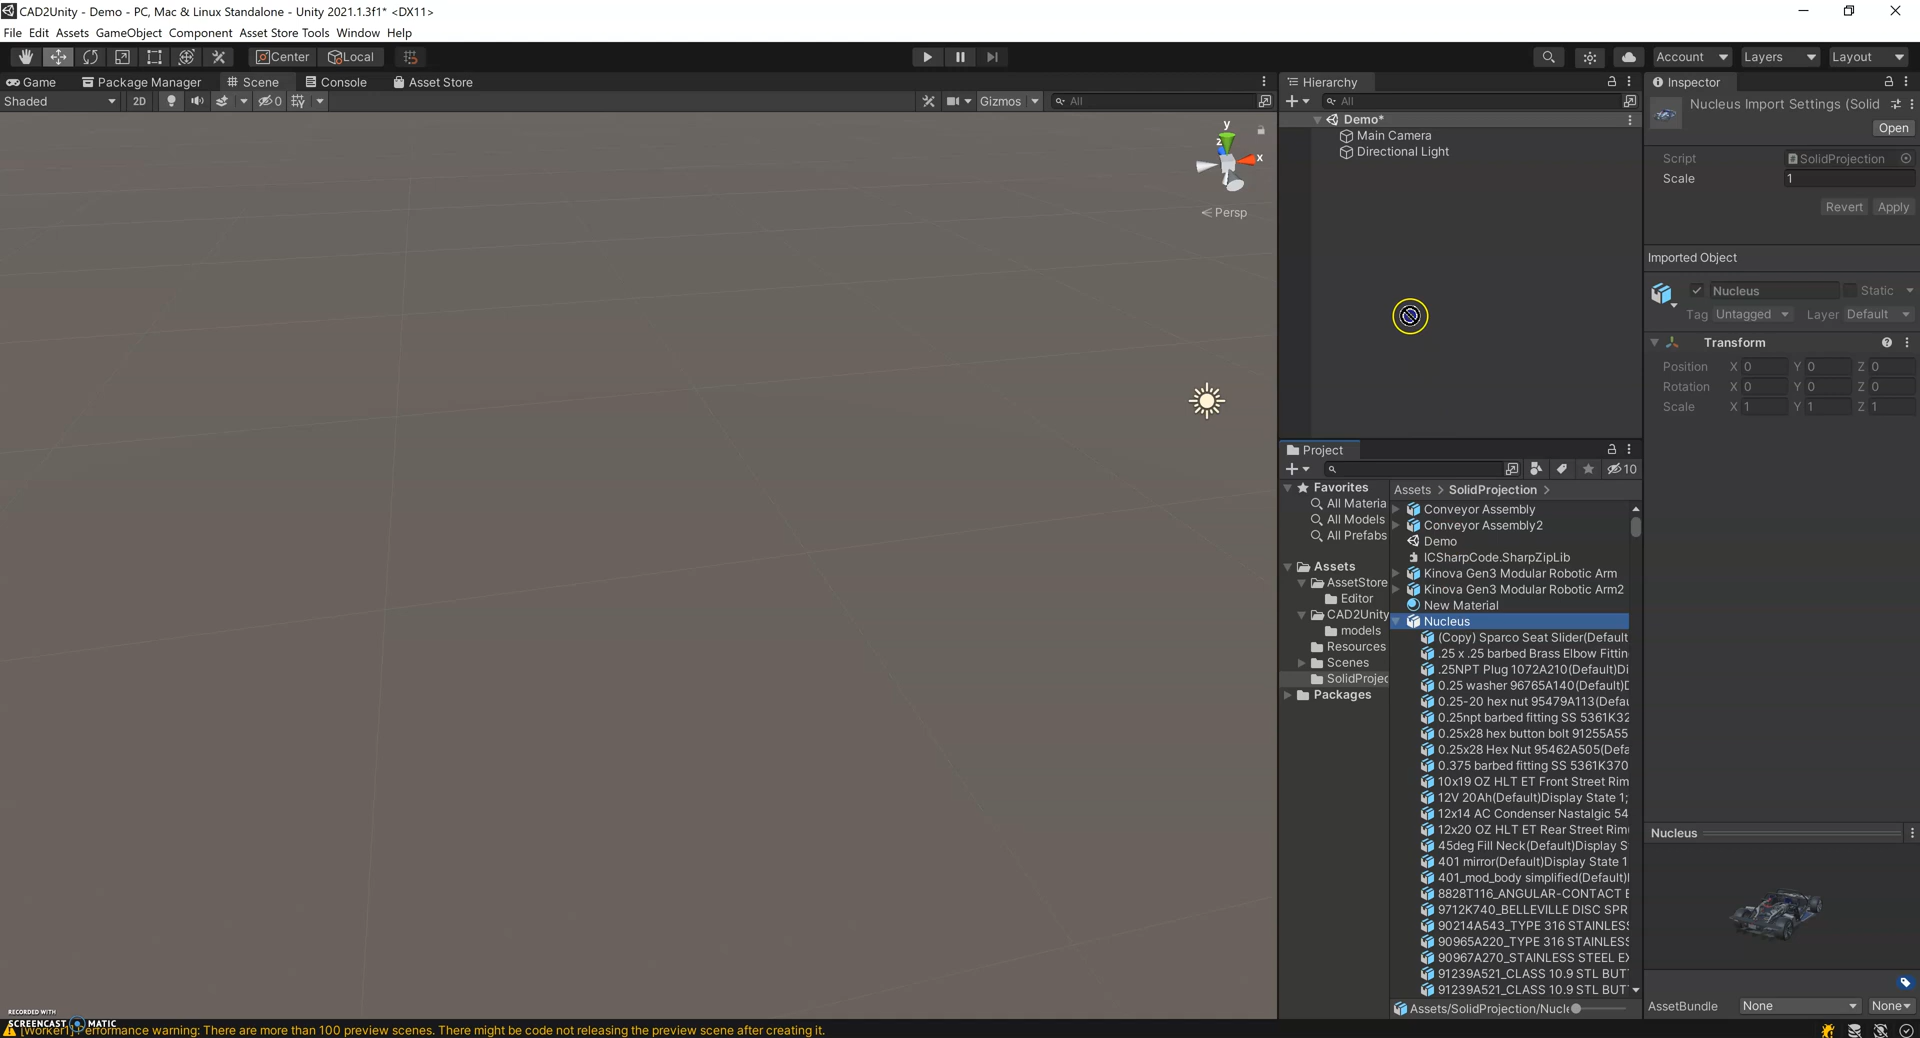 CAD2Unity - Demo - PC, Mac & Linux Standalone - Unity 2021.1.3f1* <DX11>
File Edit Assets GameObject Component Asset Store Tools Window Help
Center Local Account Layers Layout
Game Package Manager Scene Console Asset Store
Shaded 2D 0 Gizmos All
y
z
x
Persp
Hierarchy
All
Demo*
Main Camera
Directional Light
Project
10
Favorites
All Materia
All Models
All Prefabs
Assets
AssetStore
Editor
CAD2Unity
models
Resources
Scenes
SolidProjec
Packages
Assets > SolidProjection >
Conveyor Assembly
Conveyor Assembly2
Demo
ICSharpCode.SharpZipLib
Kinova Gen3 Modular Robotic Arm
Kinova Gen3 Modular Robotic Arm2
New Material
Nucleus
(Copy) Sparco Seat Slider(Default
.25 x .25 barbed Brass Elbow Fittin
.25NPT Plug 1072A210(Default)Di
0.25 washer 96765A140(Default)D
0.25-20 hex nut 95479A113(Defau
0.25npt barbed fitting SS 5361K32
0.25x28 hex button bolt 91255A55
0.25x28 Hex Nut 95462A505(Defa
0.375 barbed fitting SS 5361K370
10x19 OZ HLT ET Front Street Rim
12V 20Ah(Default)Display State 1;
12x14 AC Condenser Nastalgic 54
12x20 OZ HLT ET Rear Street Rim
45deg Fill Neck(Default)Display S
401 mirror(Default)Display State 1
401_mod_body simplified(Default)
8828T116_ANGULAR-CONTACT B
9712K740_BELLEVILLE DISC SPR
90214A543_TYPE 316 STAINLESS
90965A220_TYPE 316 STAINLESS
90967A270_STAINLESS STEEL EX
91239A521_CLASS 10.9 STL BUT
91239A521_CLASS 10.9 STL BUT
Assets/SolidProjection/Nucl
Inspector
Nucleus Import Settings (Solid
Open
Script SolidProjection
Scale 1
Revert Apply
Imported Object
Nucleus Static
Tag Untagged Layer Default
Transform
Position X 0 Y 0 Z 0
Rotation X 0 Y 0 Z 0
Scale X 1 Y 1 Z 1
Nucleus
AssetBundle None None
RECORDED WITH
SCREENCAST MATIC
[Worker1] Performance warning: There are more than 100 preview scenes. There might be code not releasing the preview scene after creating it.